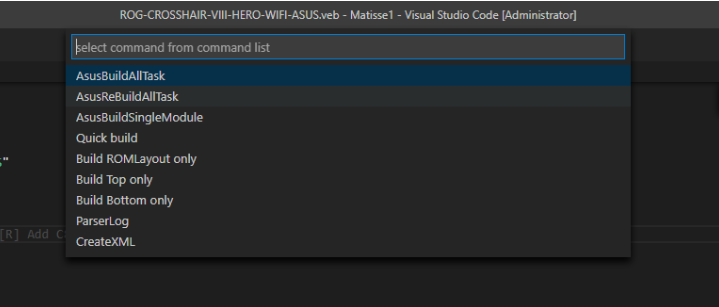 ROG-CROSSHAIR-VIII-HERO-WIFI-ASUS.veb - Matisse1 - Visual Studio Code [Administrator]
select command from command list
AsusBuildAllTask
AsusReBuildAllTask
AsusBuildSingleModule
Quick build
Build ROMLayout only
Build Top only
Build Bottom only
ParserLog
[R] Add C
CreateXML